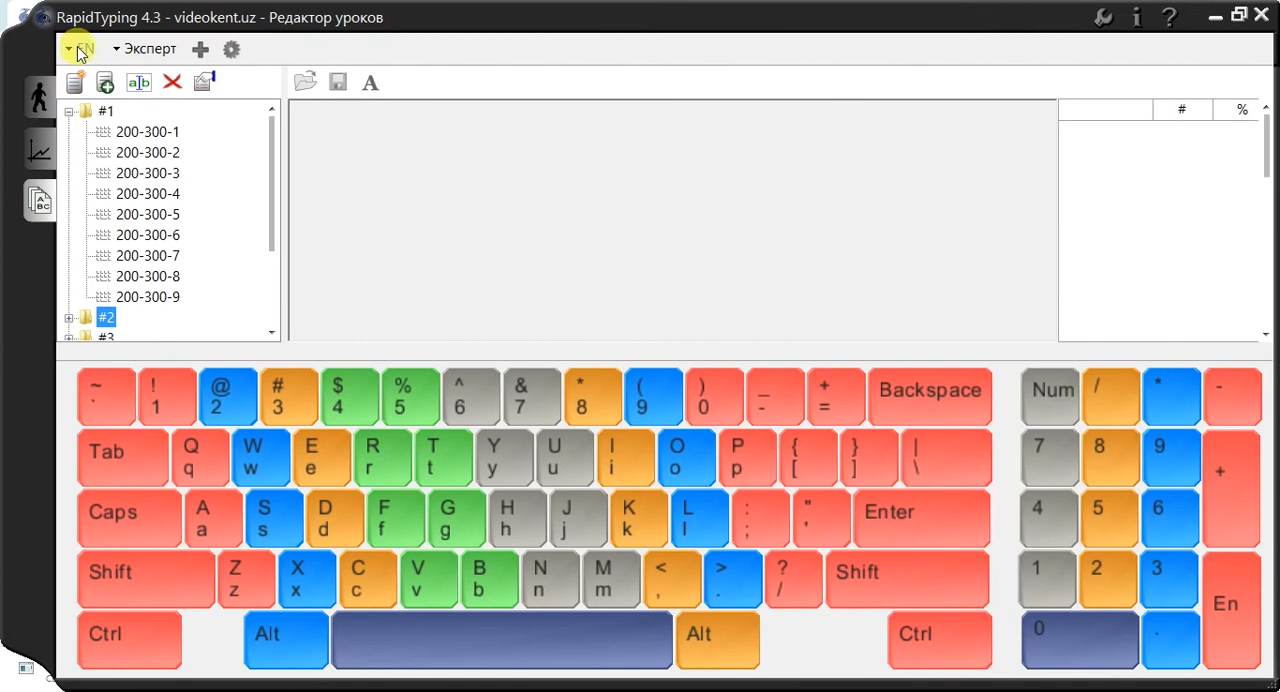 RapidTyping 4.3 - videokent.uz - Редактор уроков
EN Эксперт
aIb A
# %
#1
200-300-1
200-300-2
200-300-3
200-300-4
200-300-5
200-300-6
200-300-7
200-300-8
200-300-9
#2
#3
~ ` ! 1 @ 2 # 3 $ 4 % 5 ^ 6 & 7 * 8 ( 9 ) 0 _ - + = Backspace Num / * -
Tab Q q W w E e R r T t Y y U u I i O o P p { [ } ] | \ 7 8 9 +
Caps A a S s D d F f G g H h J j K k L l : ; " ' Enter 4 5 6
Shift Z z X x C c V v B b N n M m < , > . ? / Shift 1 2 3 En
Ctrl Alt Alt Ctrl 0 .